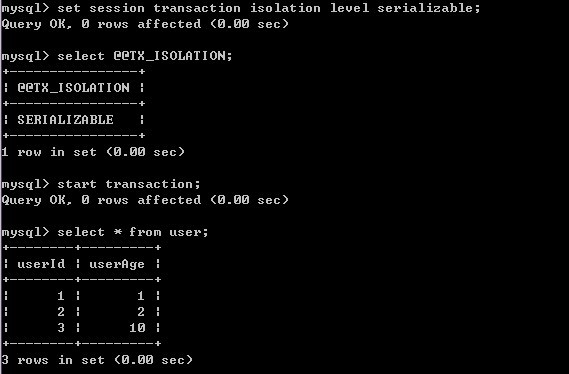 mysql> set session transaction isolation level serializable;
Query OK, 0 rows affected (0.00 sec)
mysql> select @@TX_ISOLATION;
+----------------+
| @@TX_ISOLATION |
+----------------+
| SERIALIZABLE   |
+----------------+
1 row in set (0.00 sec)
mysql> start transaction;
Query OK, 0 rows affected (0.00 sec)
mysql> select * from user;
+--------+---------+
| userId | userAge |
+--------+---------+
|      1 |       1 |
|      2 |       2 |
|      3 |      10 |
+--------+---------+
3 rows in set (0.00 sec)